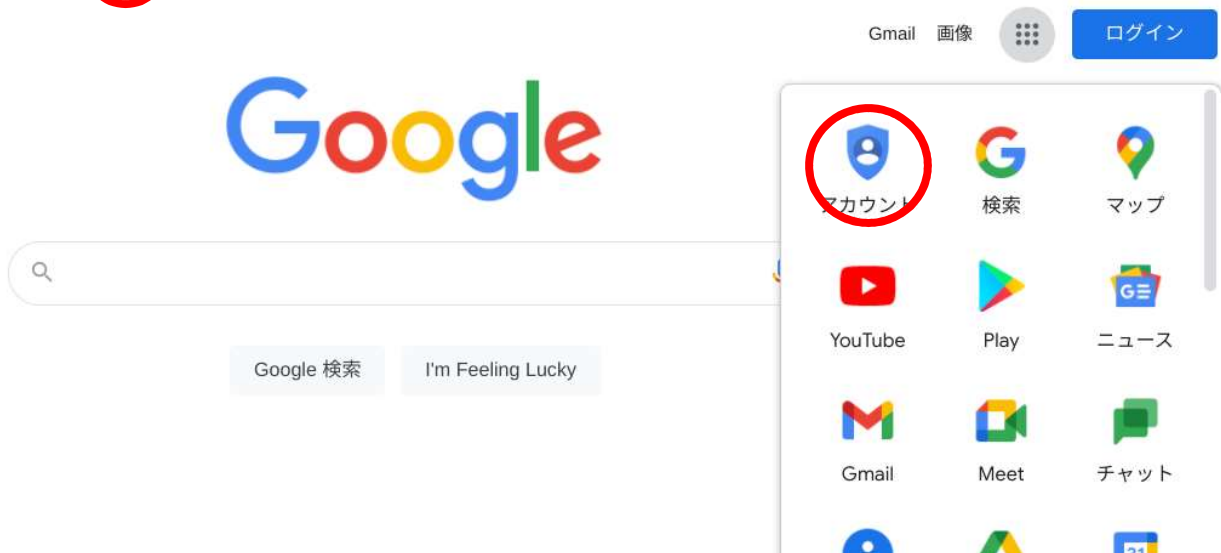 Gmail 画像 ログイン
Google
アカウント 検索 マップ
YouTube Play ニュース
Google 検索 I'm Feeling Lucky
Gmail Meet チャット
31